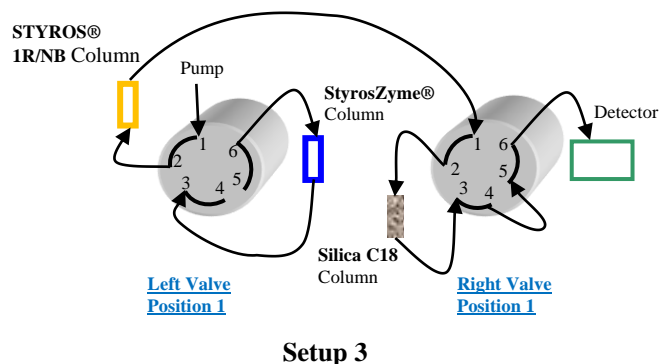 STYROS®
1R/NB Column
Pump
StyrosZyme®
Column
Detector
1
2
3
4
5
6
1
2
3
4
5
6
Silica C18
Column
Left Valve
Position 1
Right Valve
Position 1
Setup 3